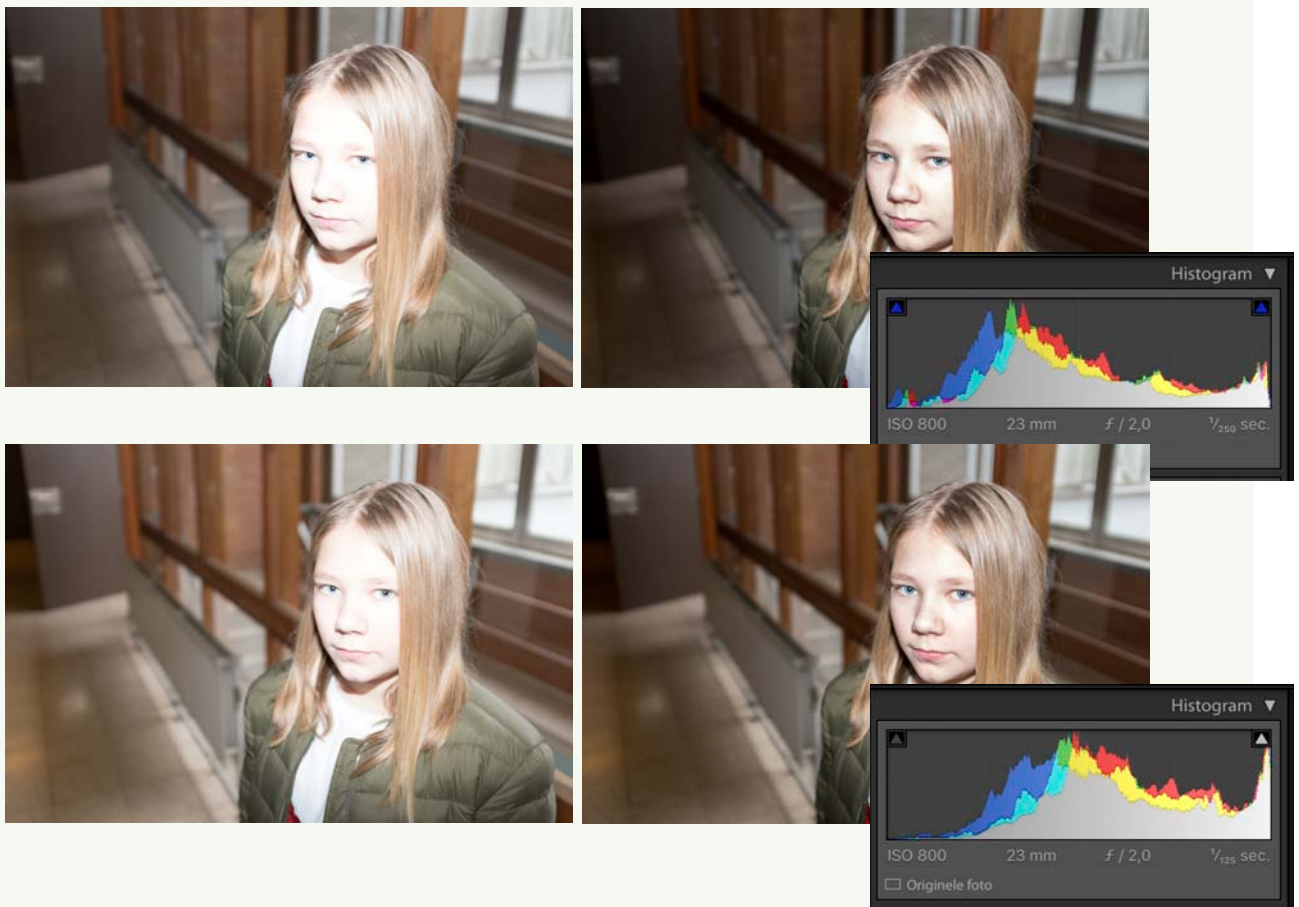 Histogram ▼
ISO 800 23 mm ƒ / 2,0 1/250 sec.
Histogram ▼
ISO 800 23 mm ƒ / 2,0 1/125 sec.
Originele foto